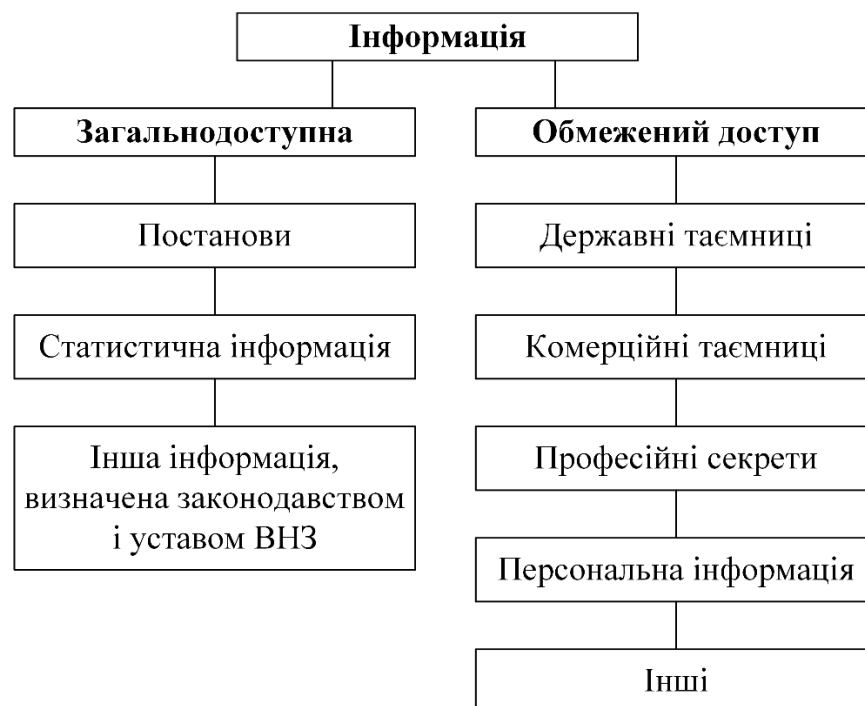 Інформація
Загальнодоступна
Обмежений доступ
Постанови
Державні таємниці
Статистична інформація
Комерційні таємниці
Інша інформація,
визначена законодавством
і уставом ВНЗ
Професійні секрети
Персональна інформація
Інші